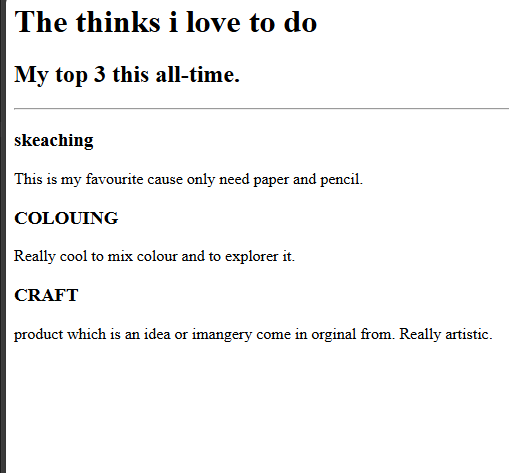 The thinks i love to do
My top 3 this all-time.
skeaching
This is my favourite cause only need paper and pencil.
COLOUING
Really cool to mix colour and to explorer it.
CRAFT
product which is an idea or imangery come in orginal from. Really artistic.